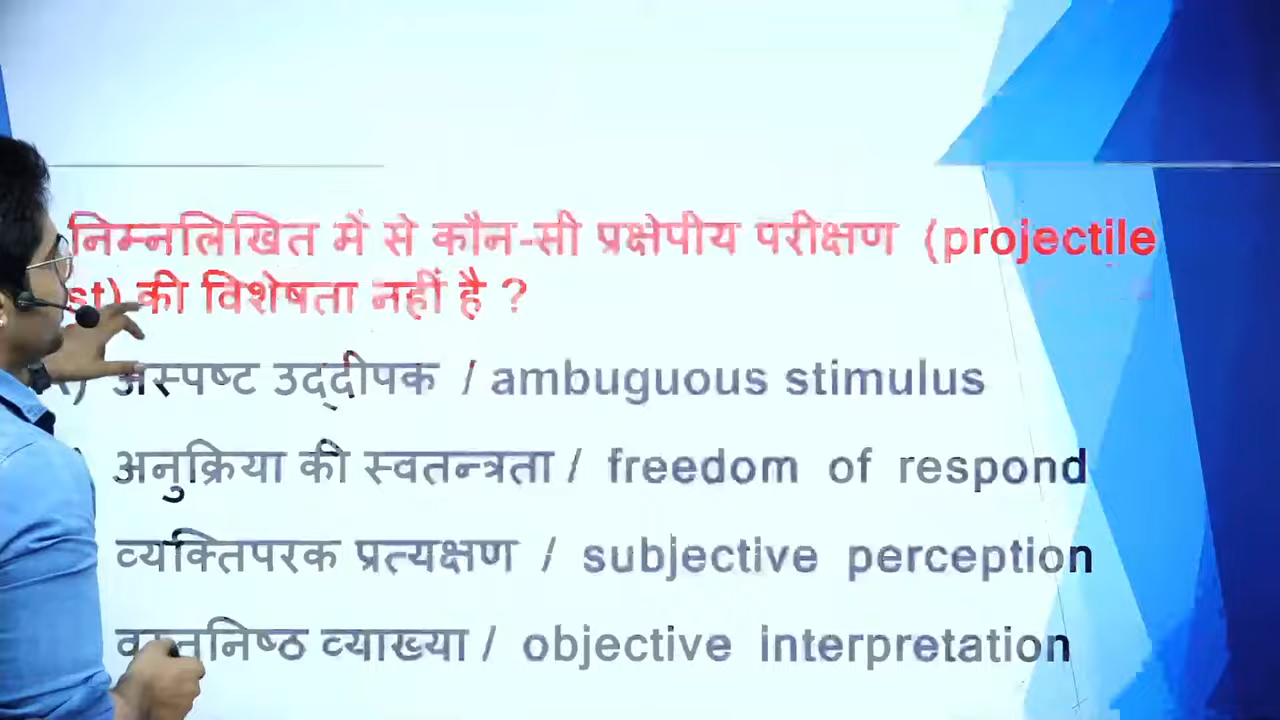 निम्नलिखित में से कौन-सी प्रक्षेपीय परीक्षण (projectile
st) की विशेषता नहीं है ?
अस्पष्ट उद्‌दीपक / ambuguous stimulus
अनुक्रिया की स्वतन्त्रता / freedom of respond
व्यक्तिपरक प्रत्यक्षण / subjective perception
व्याख्या / objective interpretation